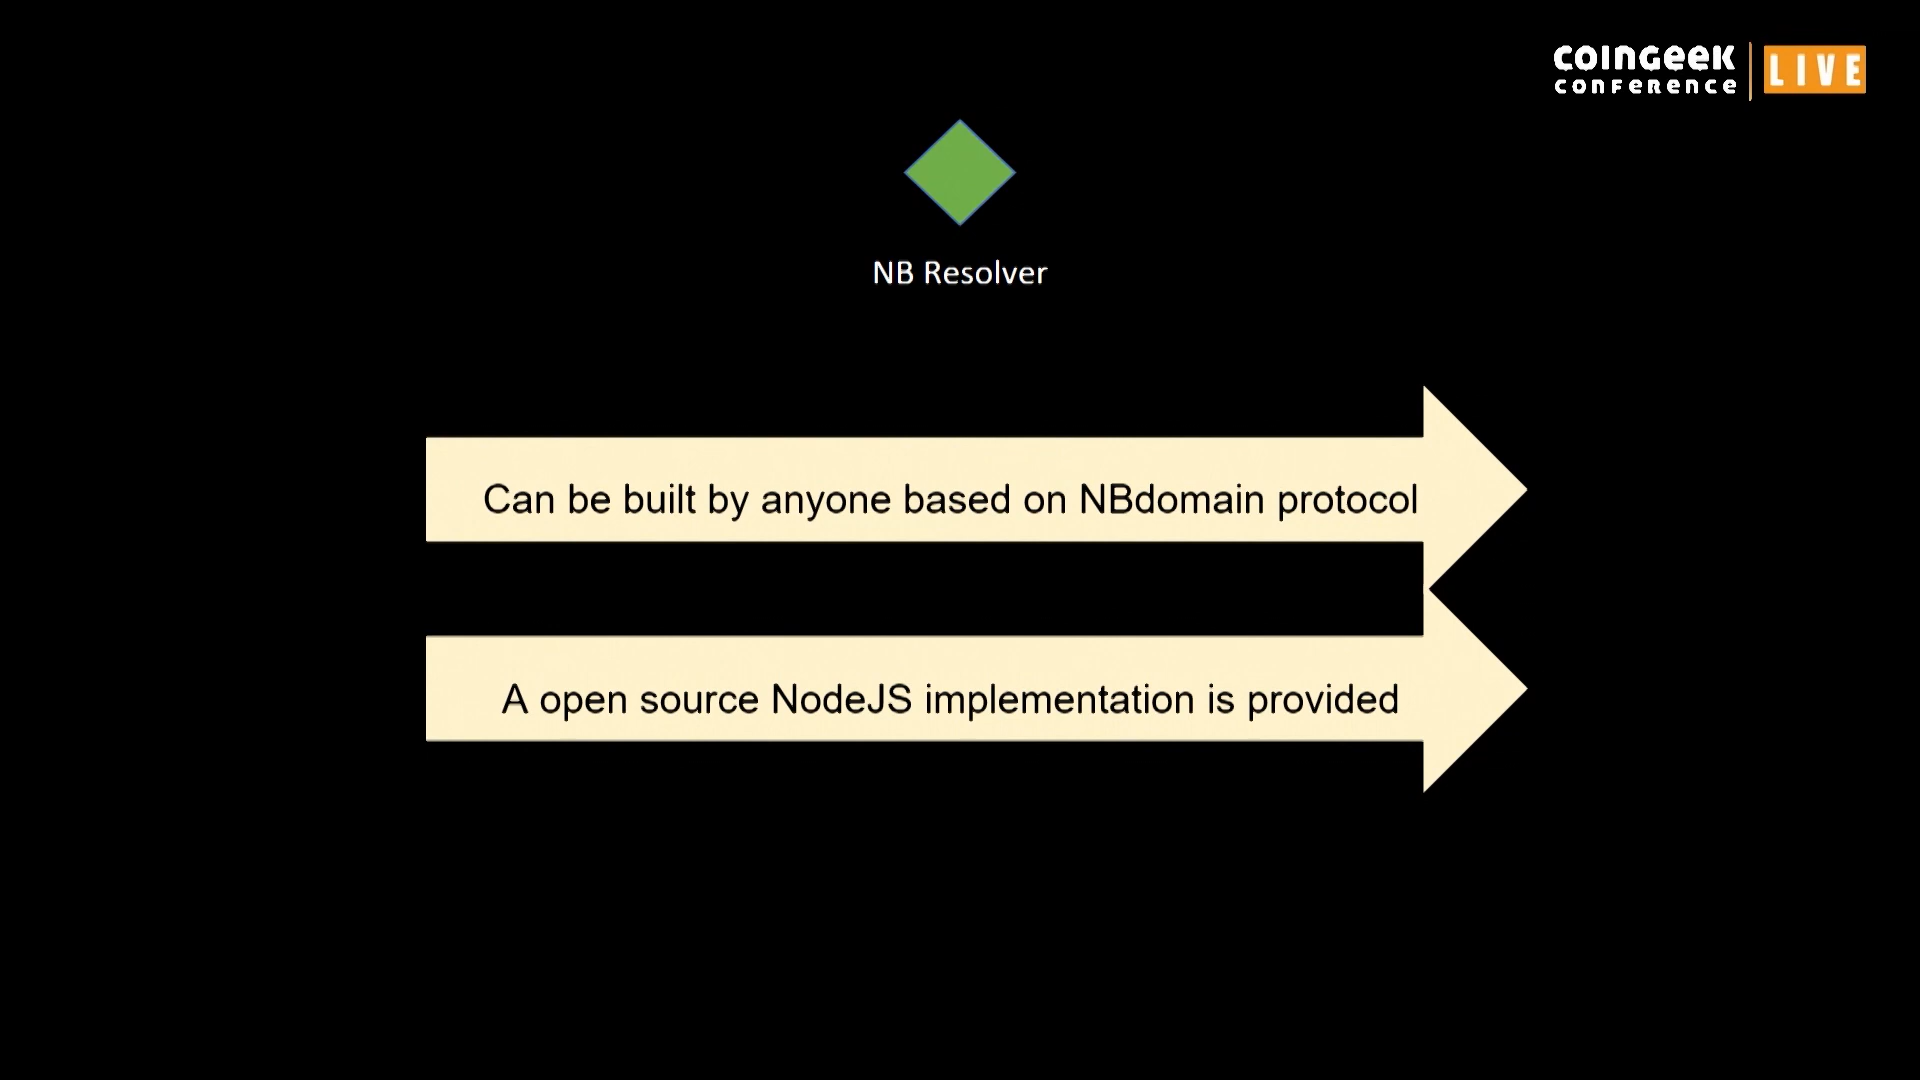 COINGEEK
CONFERENCE
LIVE
NB Resolver
Can be built by anyone based on NBdomain protocol
A open source NodeJS implementation is provided